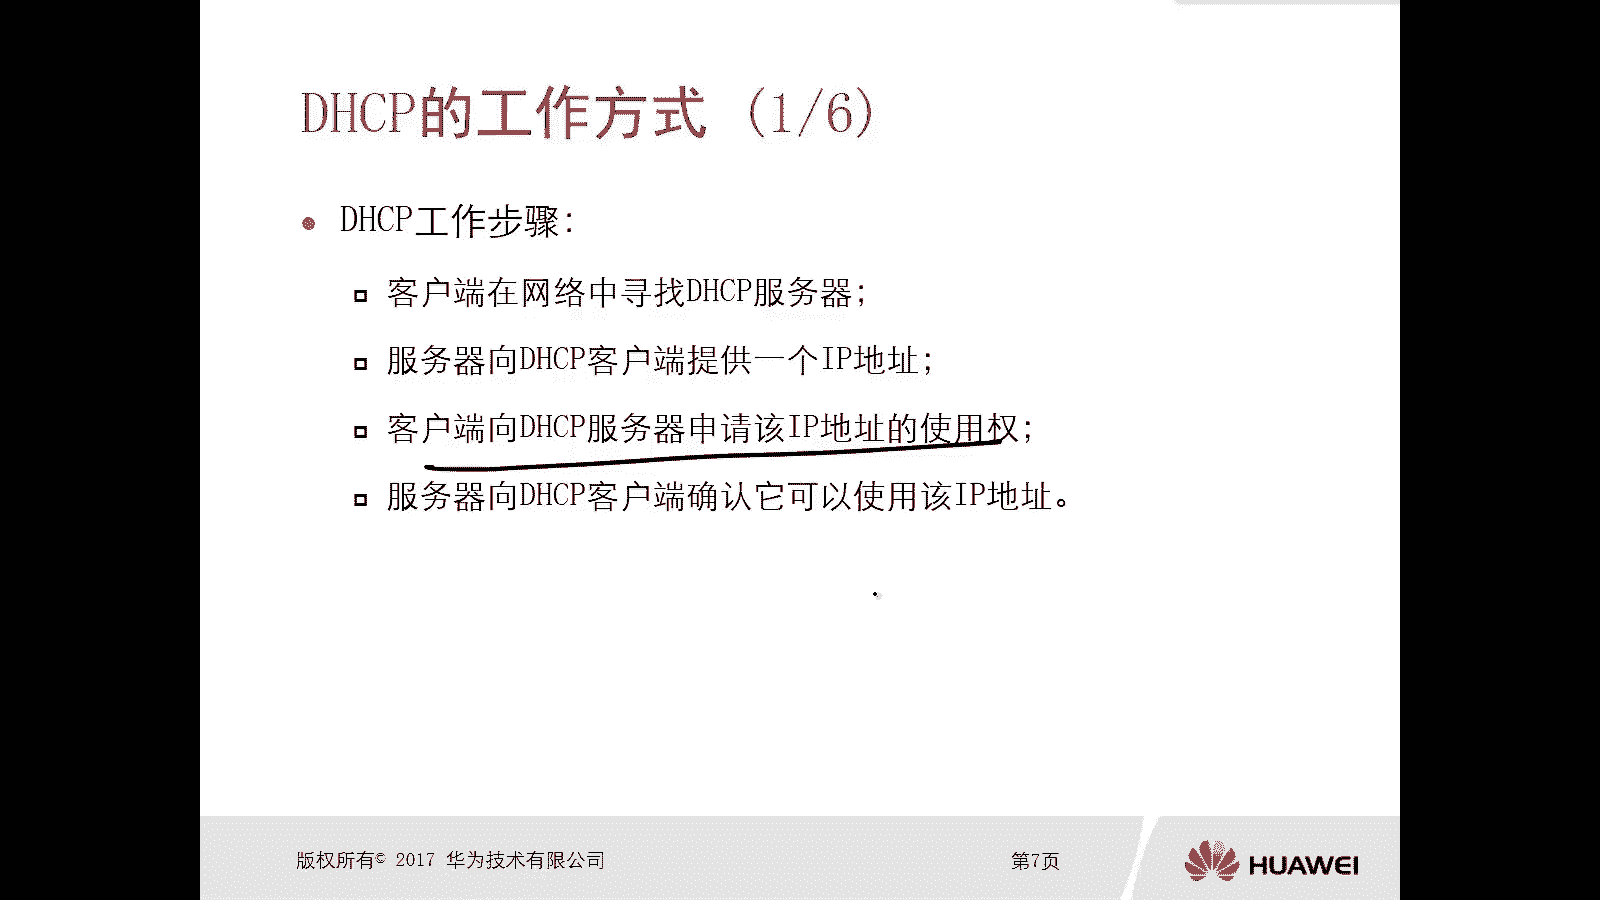 DHCP的工作方式 (1/6)
DHCP工作步骤：
客户端在网络中寻找DHCP服务器；
服务器向DHCP客户端提供一个IP地址；
客户端向DHCP服务器申请该IP地址的使用权；
服务器向DHCP客户端确认它可以使用该IP地址。
版权所有© 2017 华为技术有限公司
第7页
HUAWEI